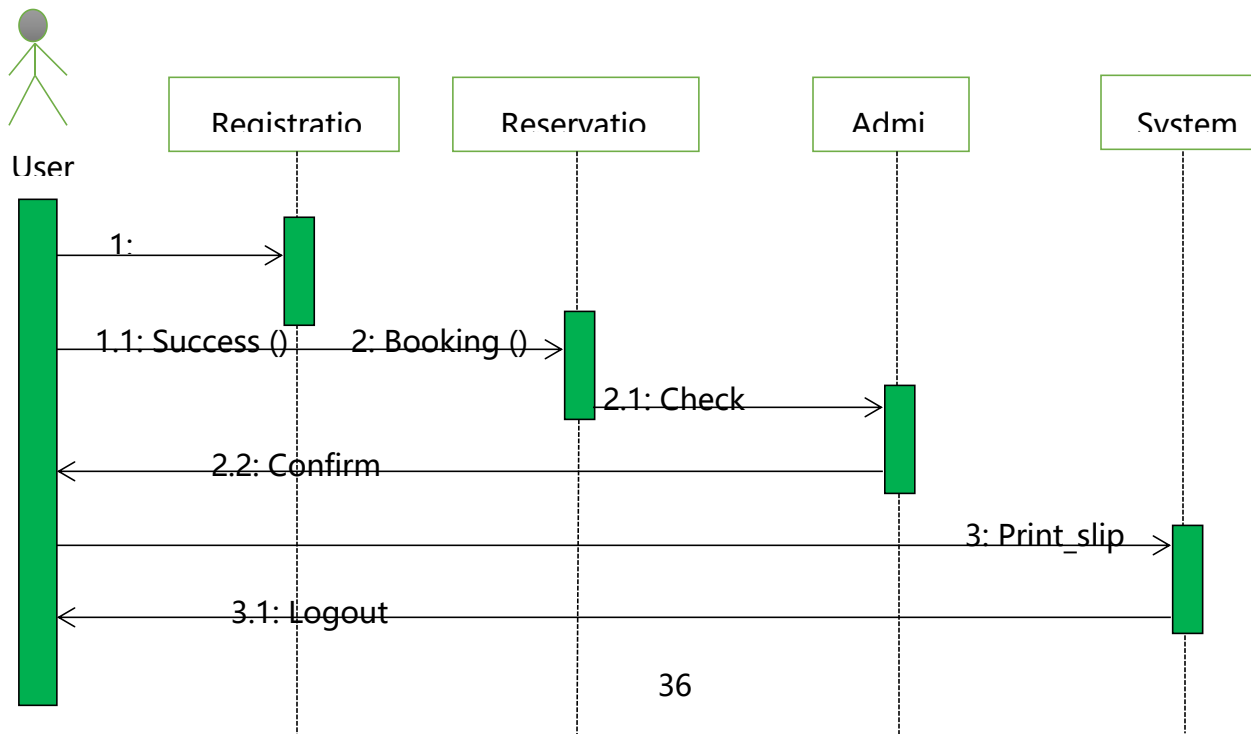 Registratio
Reservatio
Admi
System
User
1:
1.1: Success ()
2: Booking ()
2.1: Check
2.2: Confirm
3: Print_slip
3.1: Logout
36